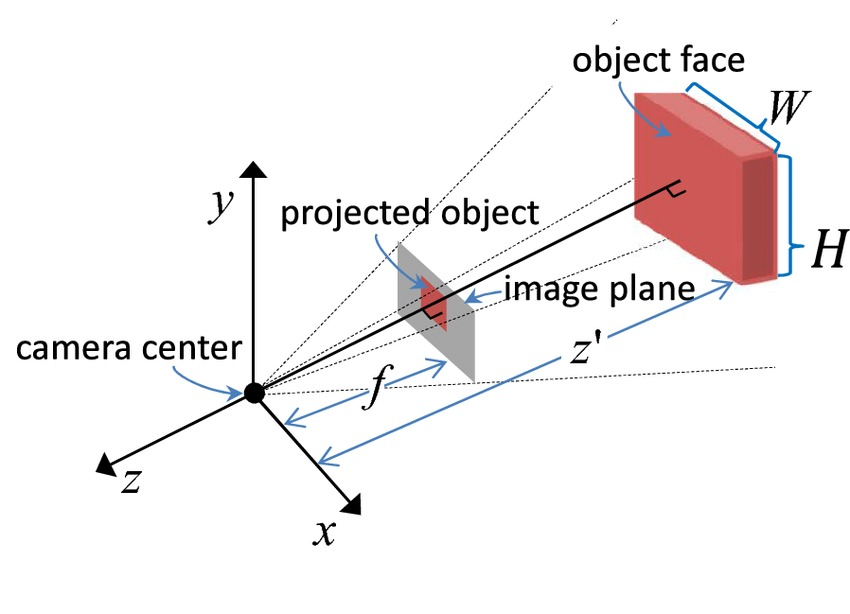 object face
W
y
projected object
H
image plane
camera center
z'
f
z
x